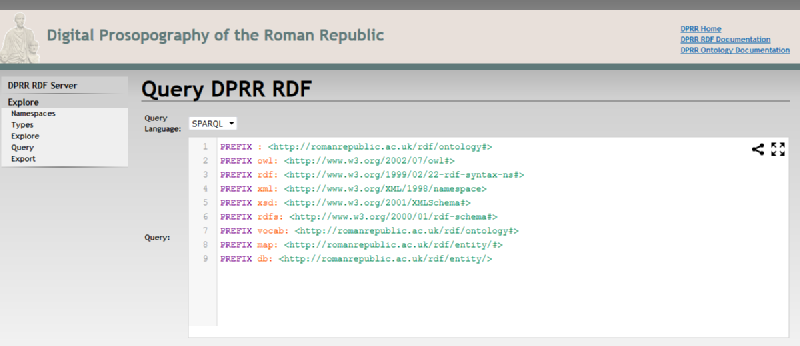 Digital Prosopography of the Roman Republic
DPRR Home
DPRR RDF Documentation
DPRR Ontology Documentation
DPRR RDF Server
Explore
Namespaces
Types
Explore
Query
Export
Query DPRR RDF
Query
Language:
SPARQL
Query:
1 PREFIX : <http://romanrepublic.ac.uk/rdf/ontology#>
2 PREFIX owl: <http://www.w3.org/2002/07/owl#>
3 PREFIX rdf: <http://www.w3.org/1999/02/22-rdf-syntax-ns#>
4 PREFIX xml: <http://www.w3.org/XML/1998/namespace>
5 PREFIX xsd: <http://www.w3.org/2001/XMLSchema#>
6 PREFIX rdfs: <http://www.w3.org/2000/01/rdf-schema#>
7 PREFIX vocab: <http://romanrepublic.ac.uk/rdf/ontology#>
8 PREFIX map: <http://romanrepublic.ac.uk/rdf/entity/#>
9 PREFIX db: <http://romanrepublic.ac.uk/rdf/entity/>